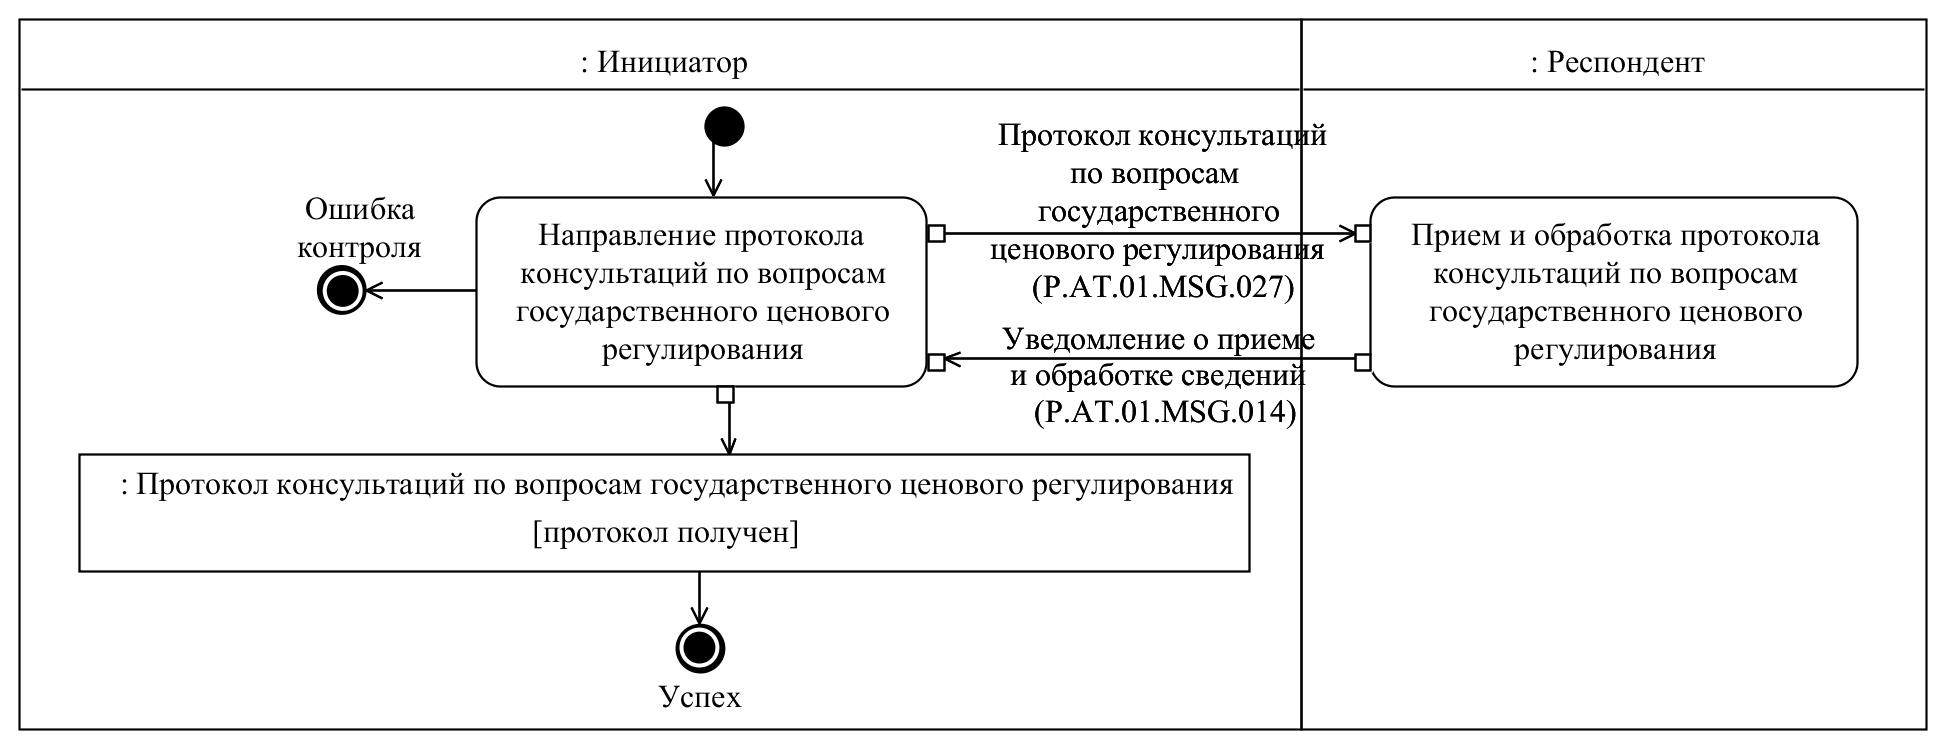 : Инициатор
: Респондент
Протокол консультаций
по вопросам
государственного
ценового регулирования
(P.AT.01.MSG.027)
Ошибка
контроля
Направление протокола
консультаций по вопросам
государственного ценового
регулирования
Прием и обработка протокола
консультаций по вопросам
государственного ценового
регулирования
Уведомление о приеме
и обработке сведений
(P.AT.01.MSG.014)
: Протокол консультаций по вопросам государственного ценового регулирования
[протокол получен]
Успех